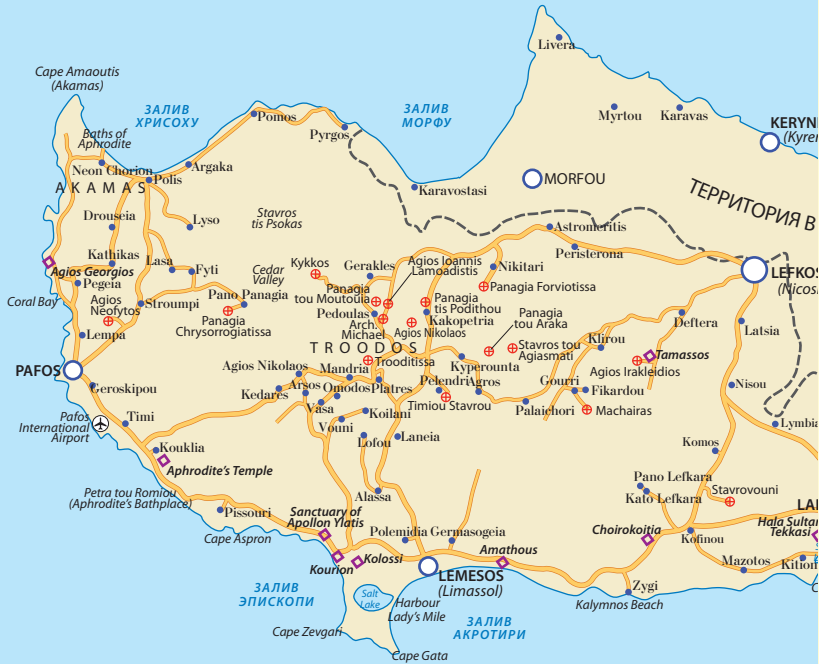 Livera
Cape Amaoutis
(Akamas)
ЗАЛИВ
ХРИСОХУ
ЗАЛИВ
МОРФУ
Pomos
Pyrgos
Myrtou
Karavas
KERYN
(Kyren
Baths of
Aphrodite
Neon Chorion
Polis
Argaka
AKAMAS
Karavostasi
MORFOU
ТЕРРИТОРИЯ В
Drouseia
Lyso
Stavros
tis Psokas
Astromeritis
Peristerona
Kathikas
Lasa
Fyti
Agios Georgios
Pegeia
Coral Bay
Agios
Neofytos
Stroumpi
Pano Panagia
Panagia
Chrysorrogiatissa
Lempa
Cedar
Valley
Kykkos
Gerakles
Agios Ioannis
Lamoadistis
Nikitari
Panagia Forviotissa
LEFKOS
(Nicos
Panagia
tou Moutoula
Pedoulas
Arch.
Michael
Agios Nikolaos
Panagia
tis Podithou
Kakopetria
Panagia
tou Araka
Stavros tou
Agiasmati
Klirou
Deftera
Latsia
TROODOS
Trooditissa
Tamassos
Agios Irakleidios
PAFOS
Geroskipou
Agios Nikolaos
Mandria
Kyperounta
Kedares
Arsos
Omodos
Platres
Pelendri
Agros
Gourri
Fikardou
Nisou
Vasa
Koilani
Timiou Stavrou
Palaichori
Machairas
Pafos
International
Airport
Timi
Vouni
Lofou
Laneia
Lymbia
Kouklia
Aphrodite's Temple
Komos
Petra tou Romiou
(Aphrodite's Bathplace)
Pissouri
Alassa
Pano Lefkara
Kato Lefkara
Stavrovouni
Cape Aspron
Sanctuary of
Apollon Ylatis
Polemidia
Germasogeia
Choirokoitia
Kofinou
LAR
Hala Sultan
Tekkasi
Kourion
Kolossi
Amathous
Mazotos
Kition
LEMESOS
(Limassol)
Zygi
Kalymnos Beach
ЗАЛИВ
ЭПИСКОПИ
Salt
Lake
Harbour
Lady's Mile
ЗАЛИВ
АКРОТИРИ
Cape Zevgari
Cape Gata